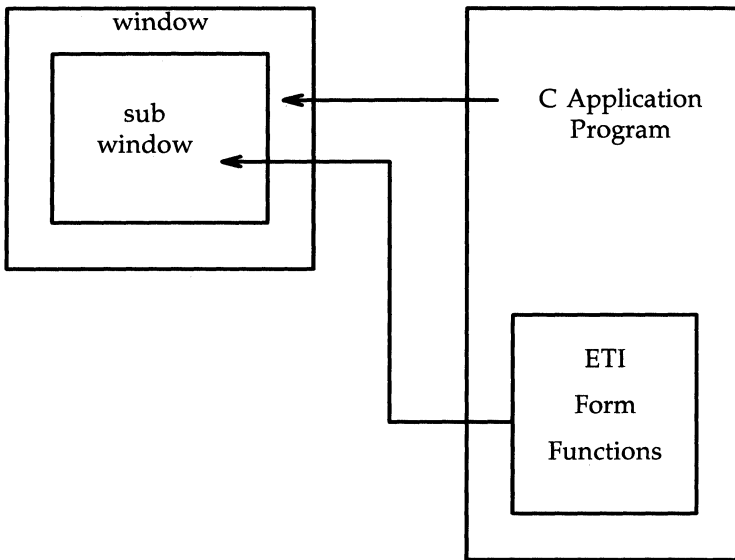 window
sub
window
C Application
Program
ETI
Form
Functions